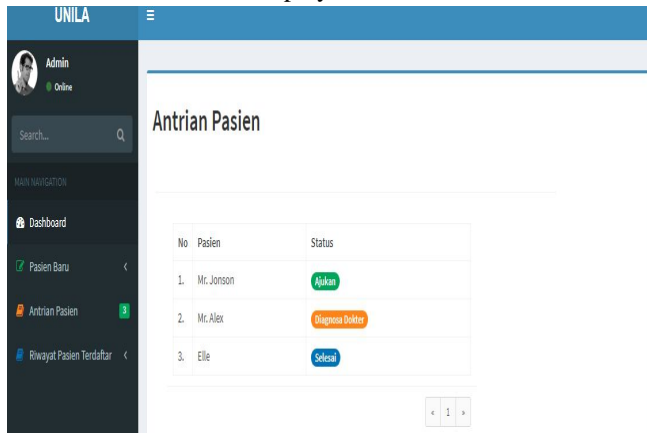 UNILA
Admin
Online
Search...
MAIN NAVIGATION
Dashboard
Pasien Baru
Antrian Pasien 3
Riwayat Pasien Terdaftar
Antrian Pasien
No Pasien Status
1. Mr. Jonson Ajukan
2. Mr. Alex Diagnosa Dokter
3. Elle Selesai
« 1 »